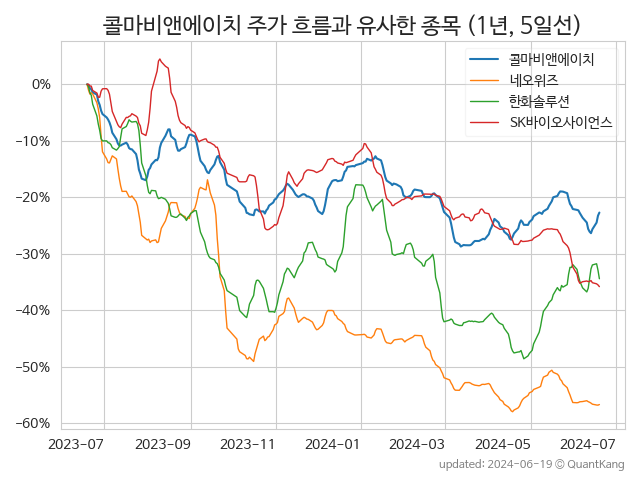 콜마비앤에이치 주가 흐름과 유사한 종목 (1년, 5일선)
콜마비앤에이치
네오위즈
한화솔루션
SK바이오사이언스
0%
−10%
−20%
−30%
−40%
−50%
−60%
2023-07
2023-09
2023-11
2024-01
2024-03
2024-05
2024-07
updated: 2024-06-19 © QuantKang